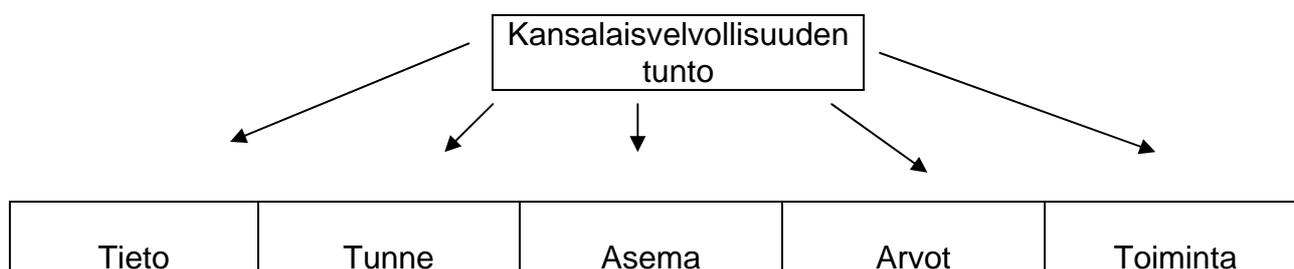 Kansalaisvelvollisuuden
tunto
Tieto Tunne Asema Arvot Toiminta